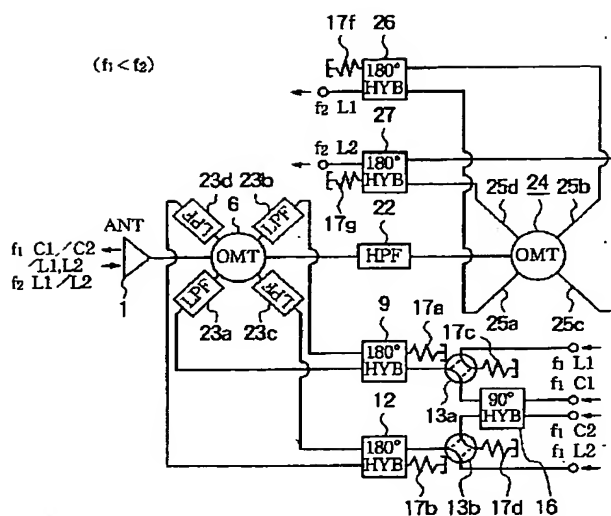 17f 26
(f1 < f2)
180° HYB
f2 L1
27
f2 L2
180° HYB
17g
23d 6 23b
LPF LPF
25d 24 25b
22
ANT
OMT HPF OMT
f1 C1/C2
/L1,L2
f2 L1/L2
1
LPF LPF
23a 23c
25a 25c
9 17a 17c
180° HYB
13a
f1 L1
f1 C1
12
90° HYB
f1 C2
180° HYB
f1 L2
17b 13b 17d 16